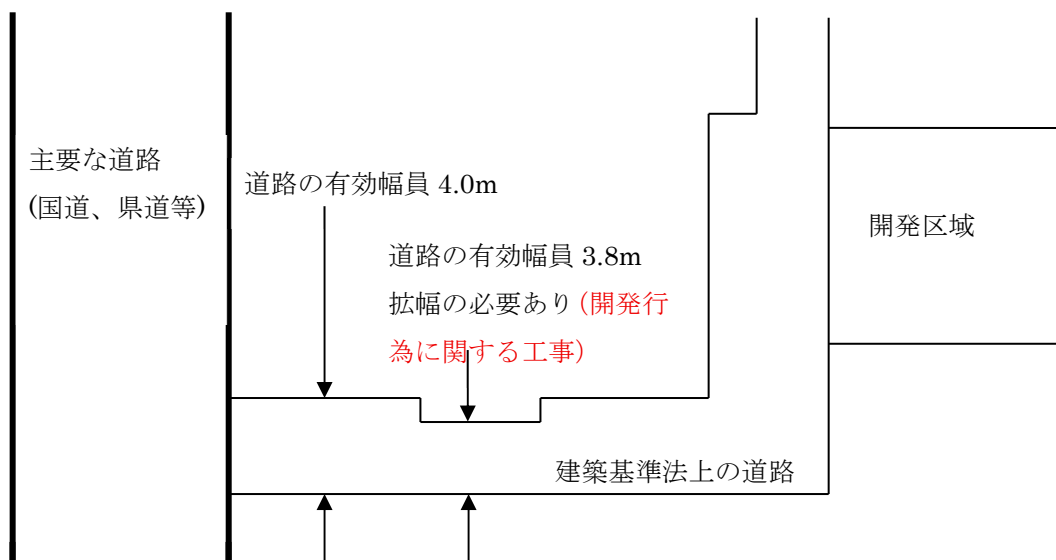 主要な道路
(国道、県道等)
道路の有効幅員 4.0m
道路の有効幅員 3.8m
拡幅の必要あり(開発行
為に関する工事)
開発区域
建築基準法上の道路